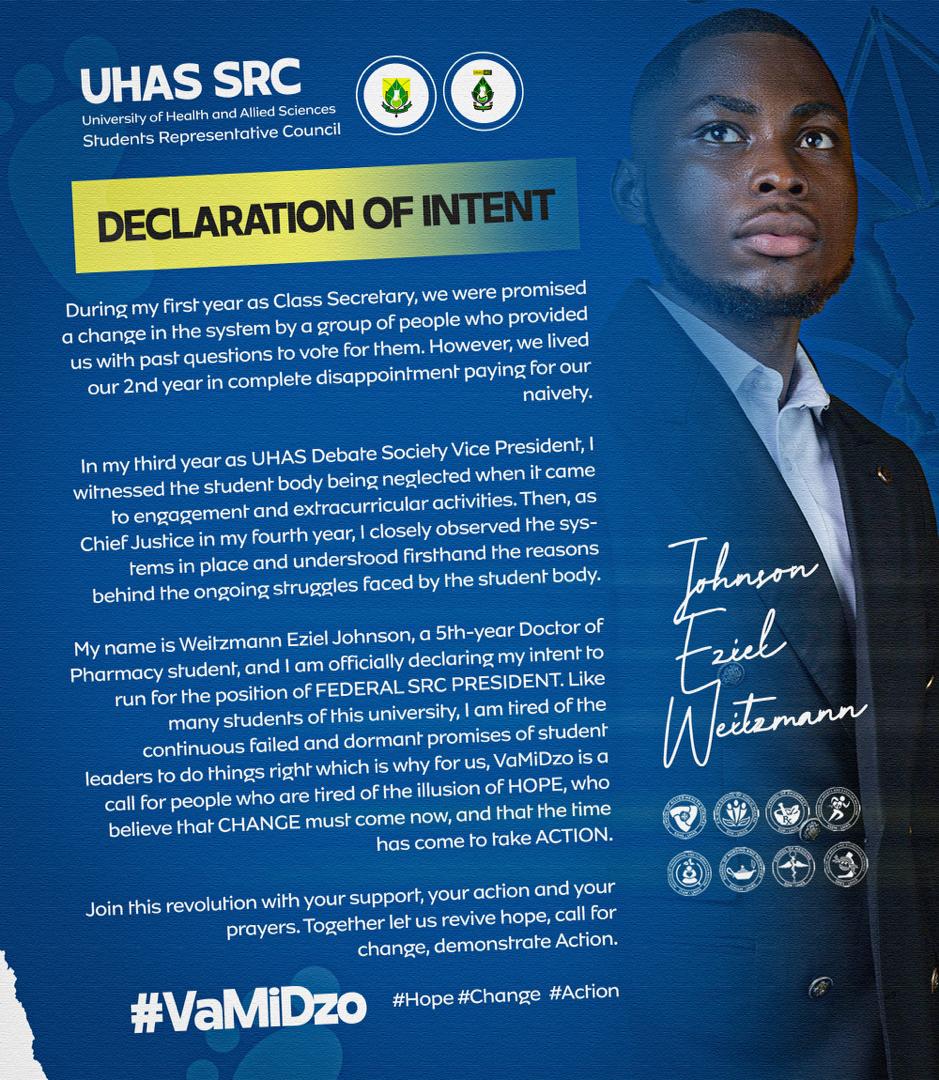 UHAS SRC
University of Health and Allied Sciences
Students Representative Council
DECLARATION OF INTENT
During my first year as Class Secretary, we were promised
a change in the system by a group of people who provided
us with past questions to vote for them. However, we lived
our 2nd year in complete disappointment paying for our
naivety.
In my third year as UHAS Debate Society Vice President, I
witnessed the student body being neglected when it came
to engagement and extracurricular activities. Then, as
Chief Justice in my fourth year, I closely observed the sys-
tems in place and understood firsthand the reasons
behind the ongoing struggles faced by the student body.
My name is Weitzmann Eziel Johnson, a 5th-year Doctor of
Pharmacy student, and I am officially declaring my intent to
run for the position of FEDERAL SRC PRESIDENT. Like
many students of this university, I am tired of the
continuous failed and dormant promises of student
leaders to do things right which is why for us, VaMiDzo is a
call for people who are tired of the illusion of HOPE, who
believe that CHANGE must come now, and that the time
has come to take ACTION.
Join this revolution with your support, your action and your
prayers. Together let us revive hope, call for
change, demonstrate Action.
#VaMiDzo
#Hope #Change #Action
Johnson
Eziel
Weitzmann